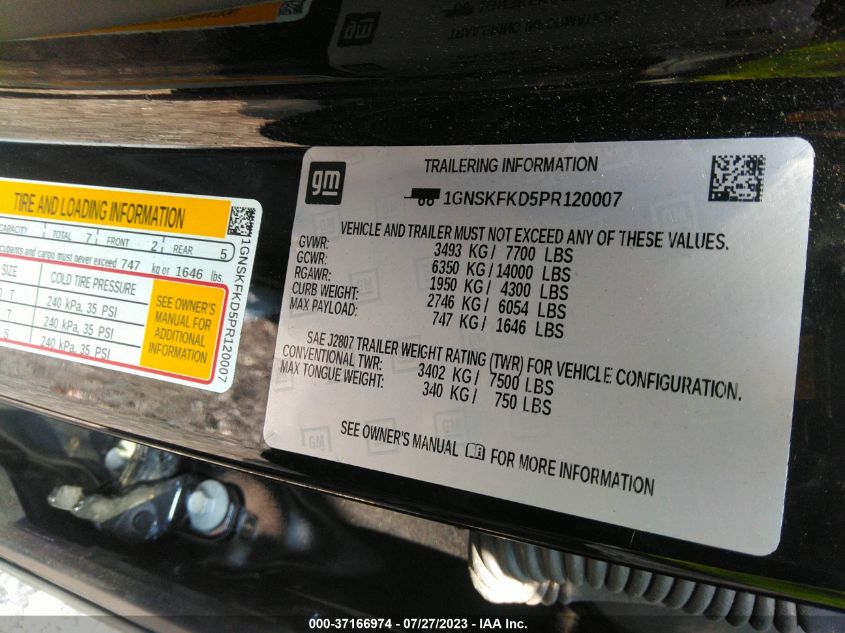 TIRE AND LOADING INFORMATION
CAPACITY TOTAL 7 FRONT 2 REAR 5
cupants and cargo must never exceed 747 kg or 1646 lbs
SIZE COLD TIRE PRESSURE
T 240 kPa, 35 PSI
T 240 kPa, 35 PSI
S 240 kPa, 35 PSI
SEE OWNER'S
MANUAL FOR
ADDITIONAL
INFORMATION
1GNSKFKD5PR120007
gm
TRAILERING INFORMATION
1GNSKFKD5PR120007
VEHICLE AND TRAILER MUST NOT EXCEED ANY OF THESE VALUES.
GVWR: 3493 KG / 7700 LBS
GCWR: 6350 KG / 14000 LBS
RGAWR: 1950 KG / 4300 LBS
CURB WEIGHT: 2746 KG / 6054 LBS
MAX PAYLOAD: 747 KG / 1646 LBS
SAE J2807 TRAILER WEIGHT RATING (TWR) FOR VEHICLE CONFIGURATION.
CONVENTIONAL TWR: 3402 KG / 7500 LBS
MAX TONGUE WEIGHT: 340 KG / 750 LBS
SEE OWNER'S MANUAL FOR MORE INFORMATION
000-37166974 / 07/27/2023 / IAA Inc.